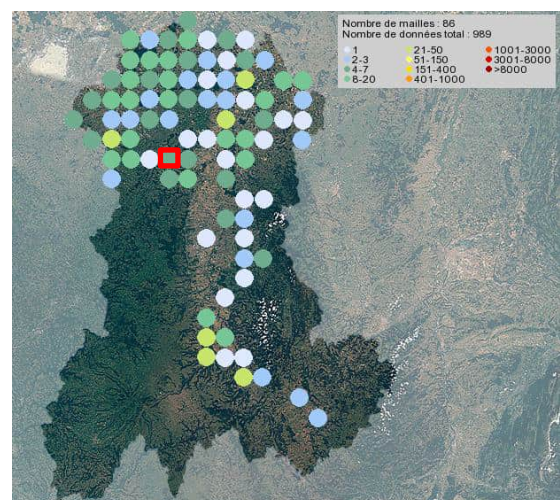 Nombre de mailles : 86
Nombre de données total : 989
1 21-50 1001-3000
2-3 51-150 3001-8000
4-7 151-400 >8000
8-20 401-1000